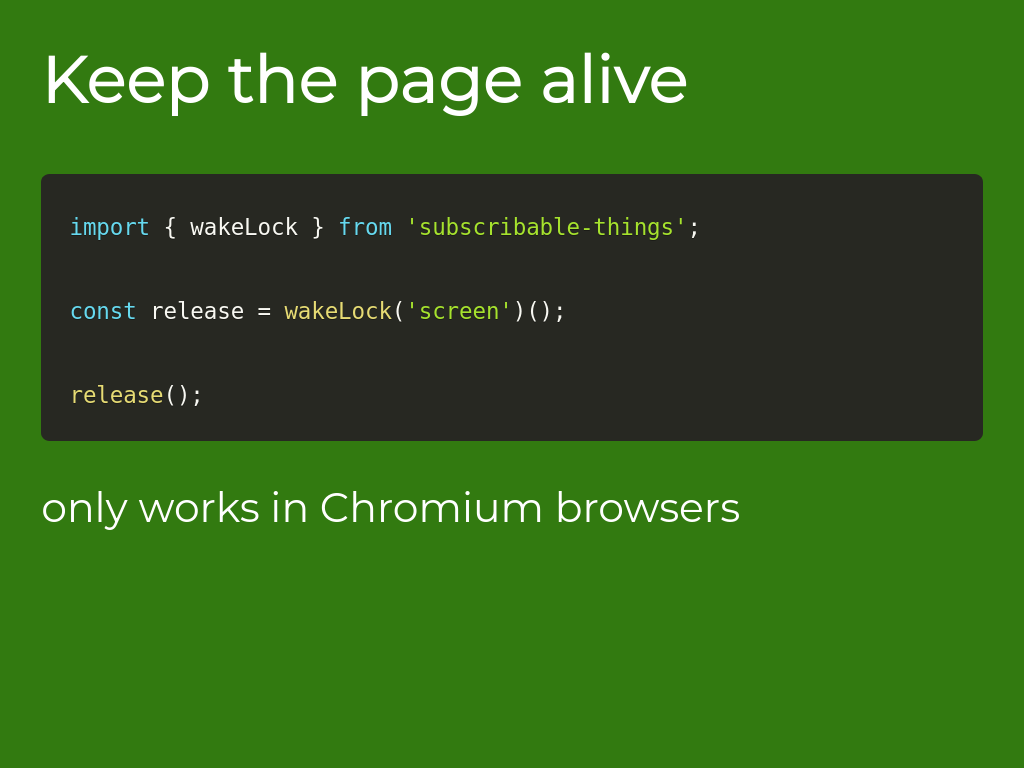 Keep the page alive
import { wakeLock } from 'subscribable-things';
const release = wakeLock('screen')();
release();
only works in Chromium browsers